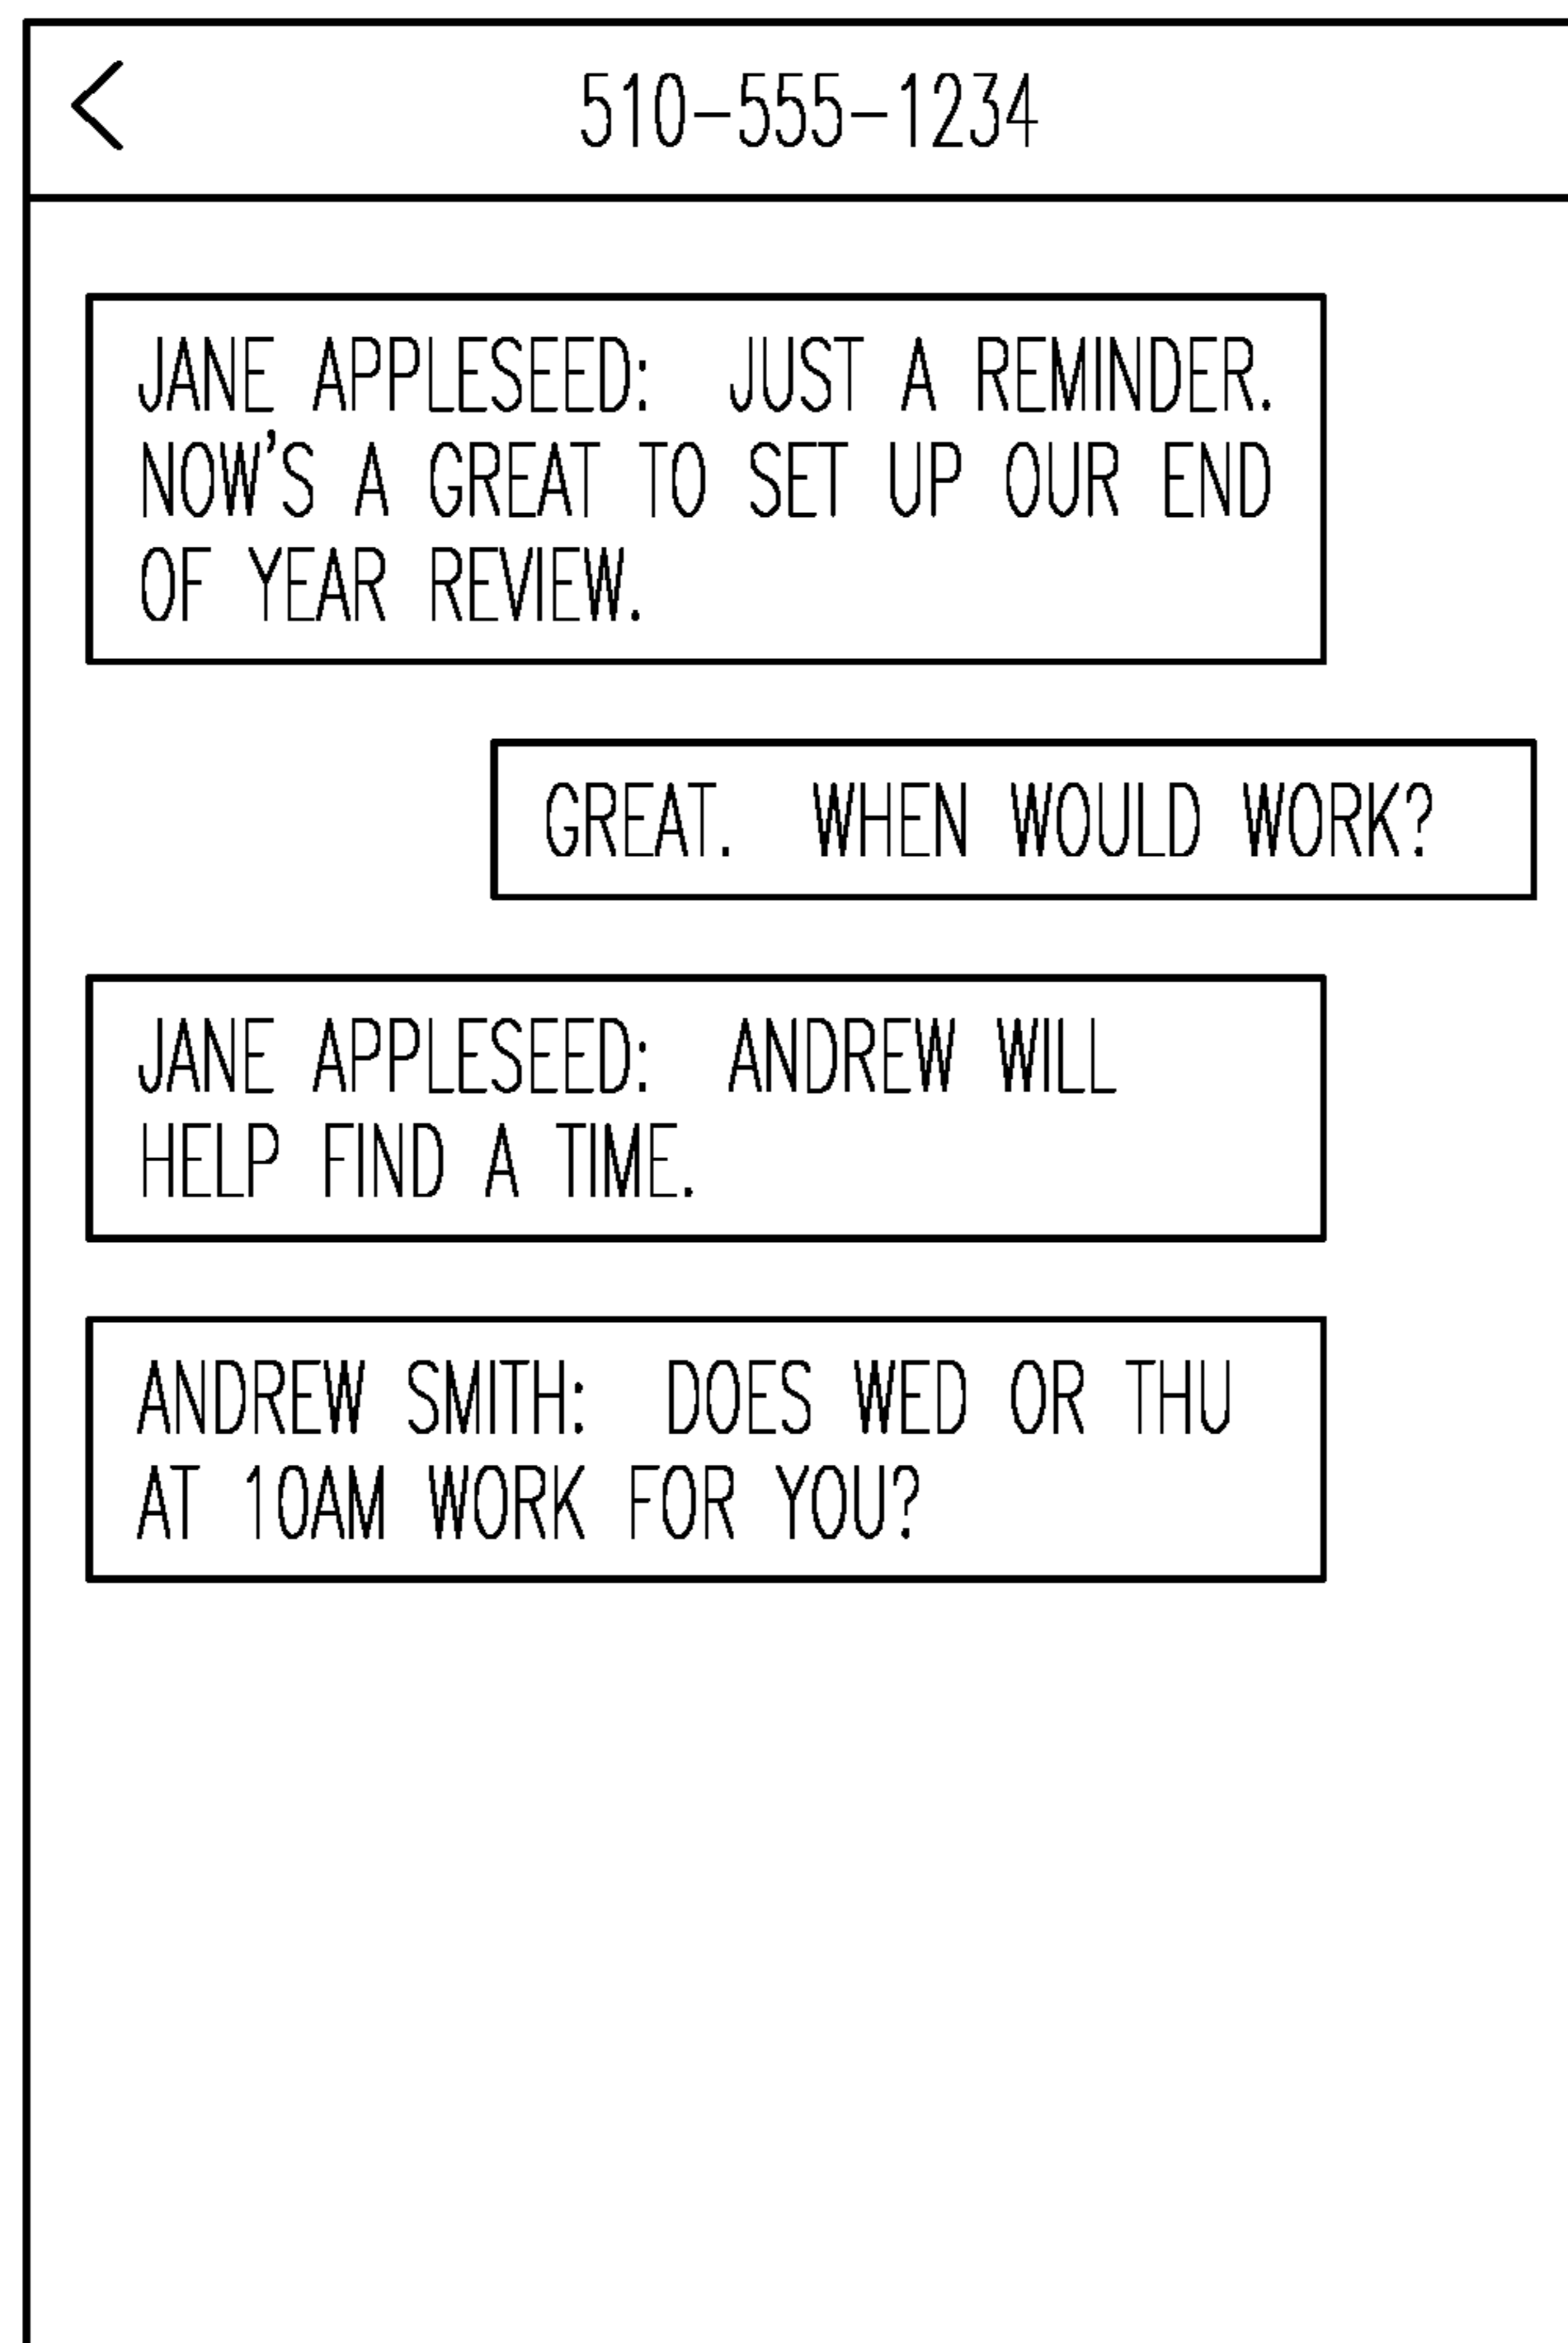 510-555-1234
JANE APPLESEED: JUST A REMINDER.
NOW'S A GREAT TO SET UP OUR END
OF YEAR REVIEW.
GREAT. WHEN WOULD WORK?
JANE APPLESEED: ANDREW WILL
HELP FIND A TIME.
ANDREW SMITH: DOES WED OR THU
AT 10AM WORK FOR YOU?